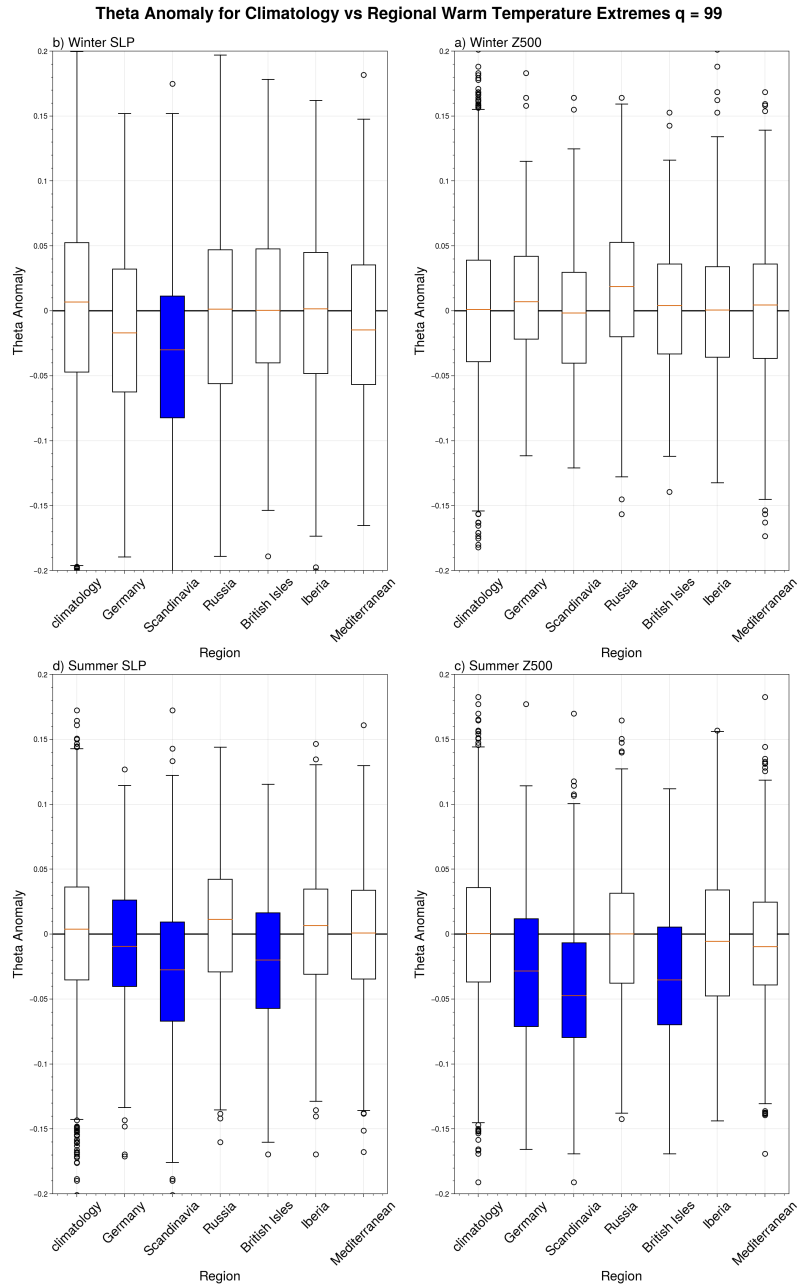 Theta Anomaly for Climatology vs Regional Warm Temperature Extremes q = 99
b) Winter SLP
0.2
0.15
0.1
0.05
0
−0.05
−0.1
−0.15
−0.2
Theta Anomaly
climatology
Germany
Scandinavia
Russia
British Isles
Iberia
Mediterranean
Region
a) Winter Z500
0.2
0.15
0.1
0.05
0
−0.05
−0.1
−0.15
−0.2
Theta Anomaly
climatology
Germany
Scandinavia
Russia
British Isles
Iberia
Mediterranean
Region
d) Summer SLP
0.2
0.15
0.1
0.05
0
−0.05
−0.1
−0.15
−0.2
Theta Anomaly
climatology
Germany
Scandinavia
Russia
British Isles
Iberia
Mediterranean
Region
c) Summer Z500
0.2
0.15
0.1
0.05
0
−0.05
−0.1
−0.15
−0.2
Theta Anomaly
climatology
Germany
Scandinavia
Russia
British Isles
Iberia
Mediterranean
Region